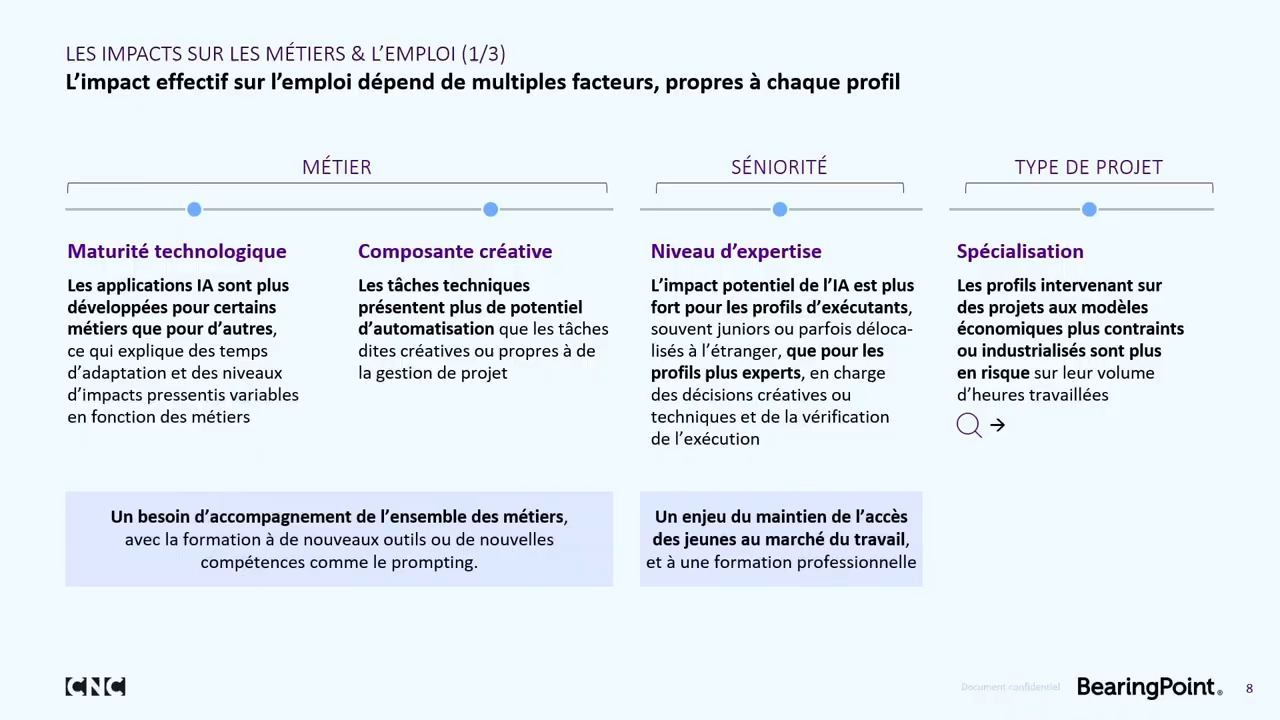 LES IMPACTS SUR LES MÉTIERS & L’EMPLOI (1/3)
L’impact effectif sur l’emploi dépend de multiples facteurs, propres à chaque profil
MÉTIER
Maturité technologique
Les applications IA sont plus
développées pour certains
métiers que pour d’autres,
ce qui explique des temps
d’adaptation et des niveaux
d’impacts pressentis variables
en fonction des métiers
Composante créative
Les tâches techniques
présentent plus de potentiel
d’automatisation que les tâches
dites créatives ou propres à de
la gestion de projet
Un besoin d’accompagnement de l’ensemble des métiers,
avec la formation à de nouveaux outils ou de nouvelles
compétences comme le prompting.
SÉNIORITÉ
Niveau d’expertise
L’impact potentiel de l’IA est plus
fort pour les profils d’exécutants,
souvent juniors ou parfois déloca-
lisés à l’étranger, que pour les
profils plus experts, en charge
des décisions créatives ou
techniques et de la vérification
de l’exécution
Un enjeu du maintien de l’accès
des jeunes au marché du travail,
et à une formation professionnelle
TYPE DE PROJET
Spécialisation
Les profils intervenant sur
des projets aux modèles
économiques plus contraints
ou industrialisés sont plus
en risque sur leur volume
d’heures travaillées
CNC
Document confidentiel
BearingPoint®
8